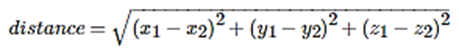 distance = √((x1 − x2)² + (y1 − y2)² + (z1 − z2)²)